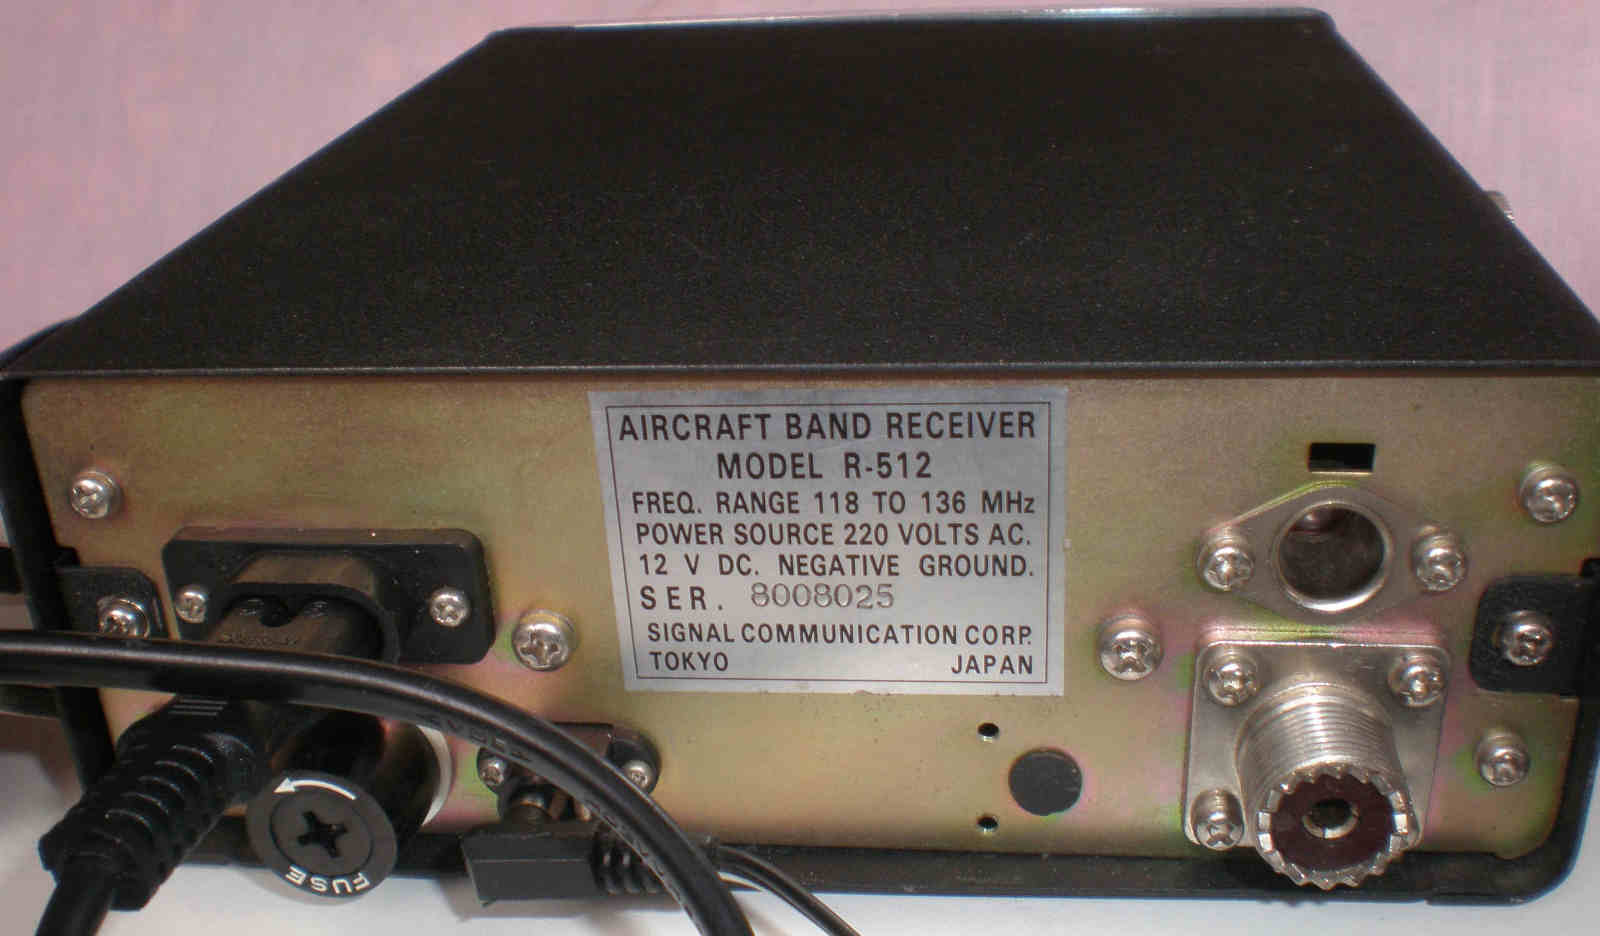 AIRCRAFT BAND RECEIVER
MODEL R-512
FREQ. RANGE 118 TO 136 MHz
POWER SOURCE 220 VOLTS AC.
12 V DC. NEGATIVE GROUND.
SER. 8008025
SIGNAL COMMUNICATION CORP.
TOKYO JAPAN
FUSE